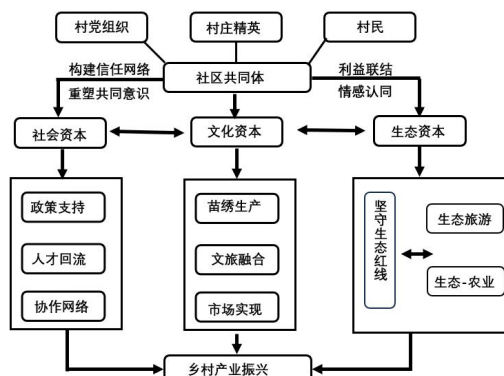 村党组织
村庄精英
村民
构建信任网络
社区共同体
利益联结
重塑共同意识
情感认同
社会资本
文化资本
生态资本
政策支持
人才回流
协作网络
苗绣生产
文旅融合
市场实现
坚守生态红线
生态旅游
生态-农业
乡村产业振兴